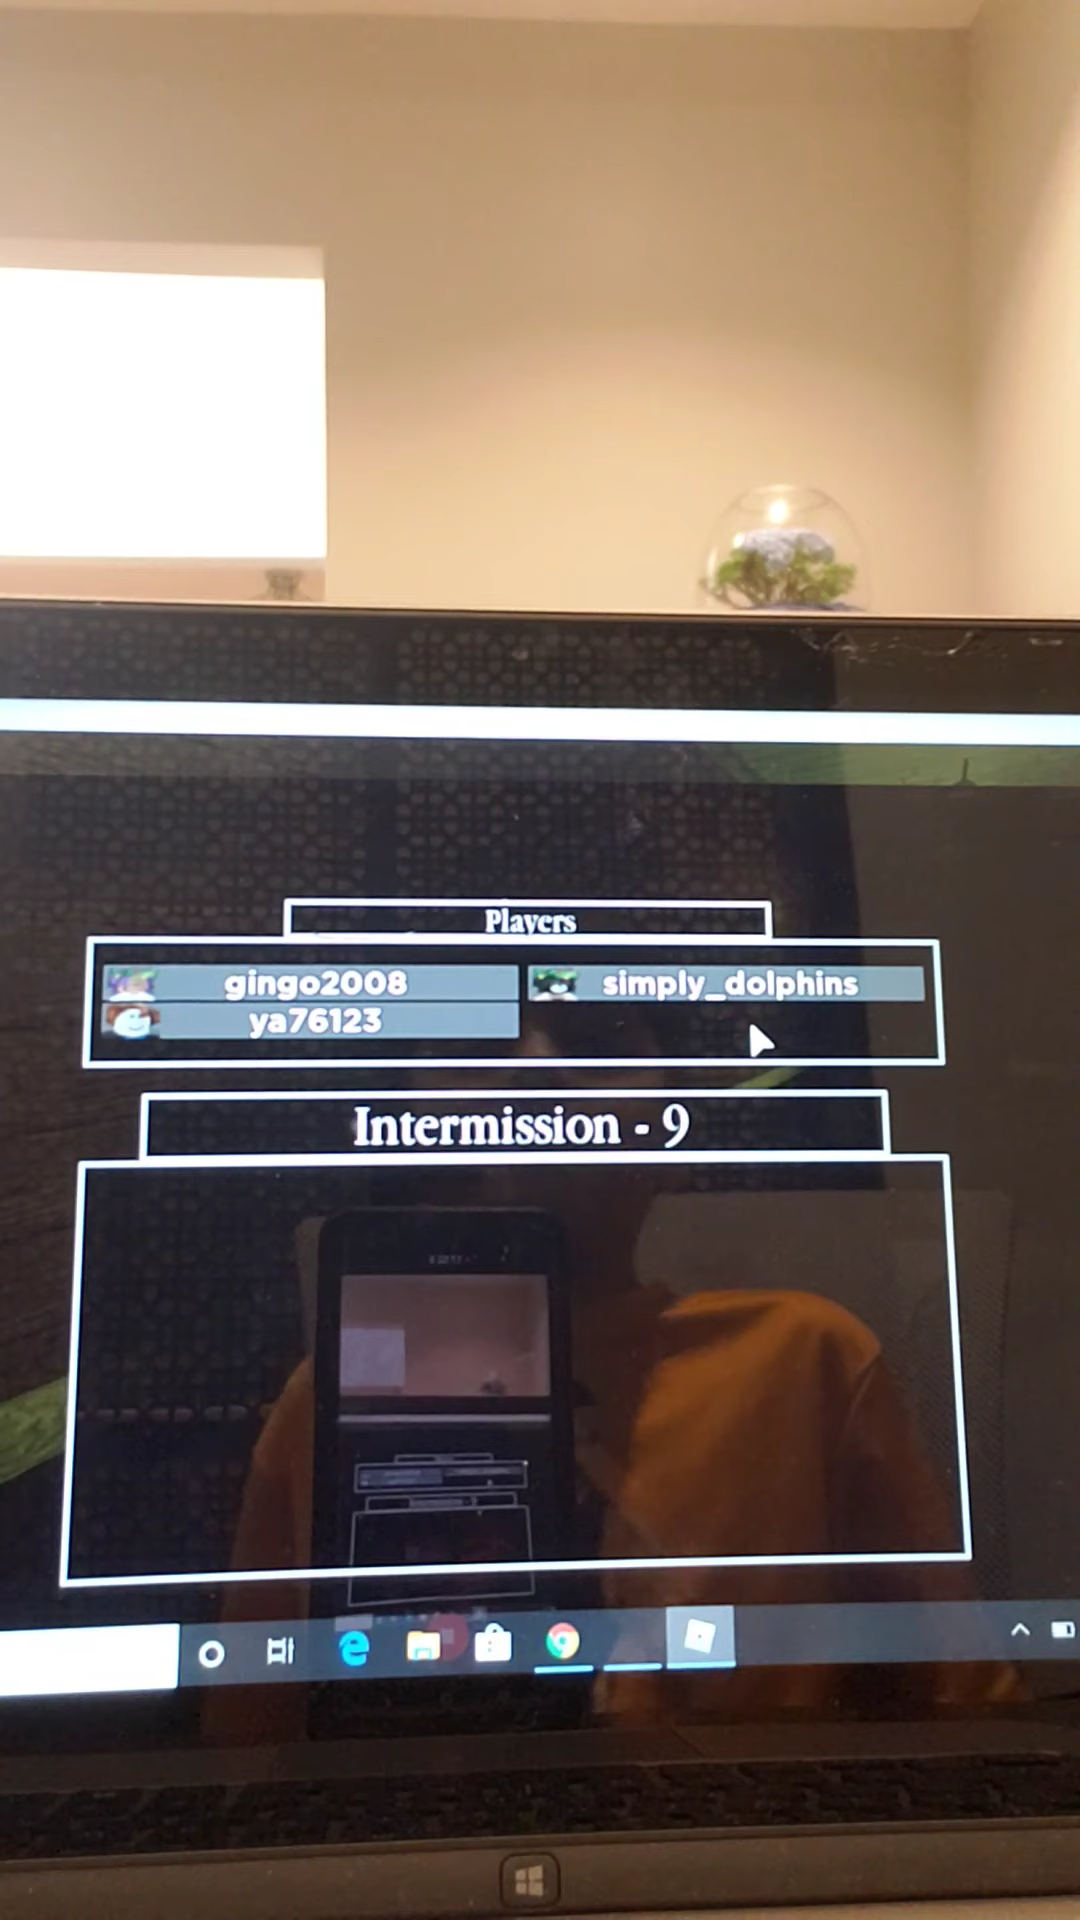 Players
gingo2008
simply_dolphins
ya76123
Intermission - 9